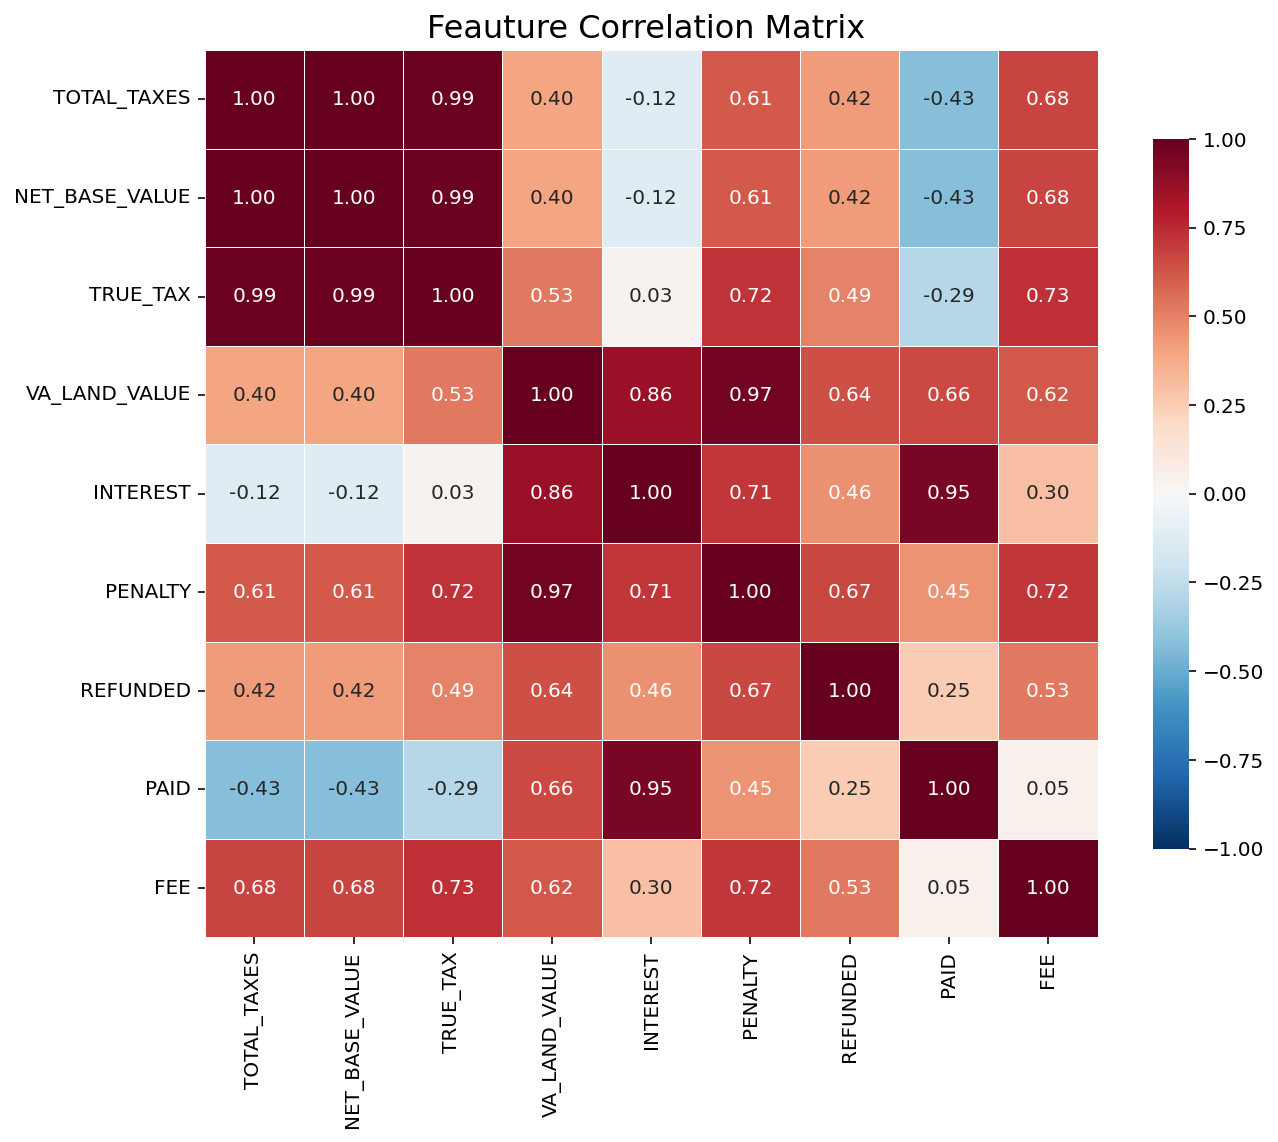 Feauture Correlation Matrix
TOTAL_TAXES 1.00 1.00 0.99 0.40 -0.12 0.61 0.42 -0.43 0.68
NET_BASE_VALUE 1.00 1.00 0.99 0.40 -0.12 0.61 0.42 -0.43 0.68
TRUE_TAX 0.99 0.99 1.00 0.53 0.03 0.72 0.49 -0.29 0.73
VA_LAND_VALUE 0.40 0.40 0.53 1.00 0.86 0.97 0.64 0.66 0.62
INTEREST -0.12 -0.12 0.03 0.86 1.00 0.71 0.46 0.95 0.30
PENALTY 0.61 0.61 0.72 0.97 0.71 1.00 0.67 0.45 0.72
REFUNDED 0.42 0.42 0.49 0.64 0.46 0.67 1.00 0.25 0.53
PAID -0.43 -0.43 -0.29 0.66 0.95 0.45 0.25 1.00 0.05
FEE 0.68 0.68 0.73 0.62 0.30 0.72 0.53 0.05 1.00
TOTAL_TAXES
NET_BASE_VALUE
TRUE_TAX
VA_LAND_VALUE
INTEREST
PENALTY
REFUNDED
PAID
FEE
1.00
0.75
0.50
0.25
0.00
−0.25
−0.50
−0.75
−1.00